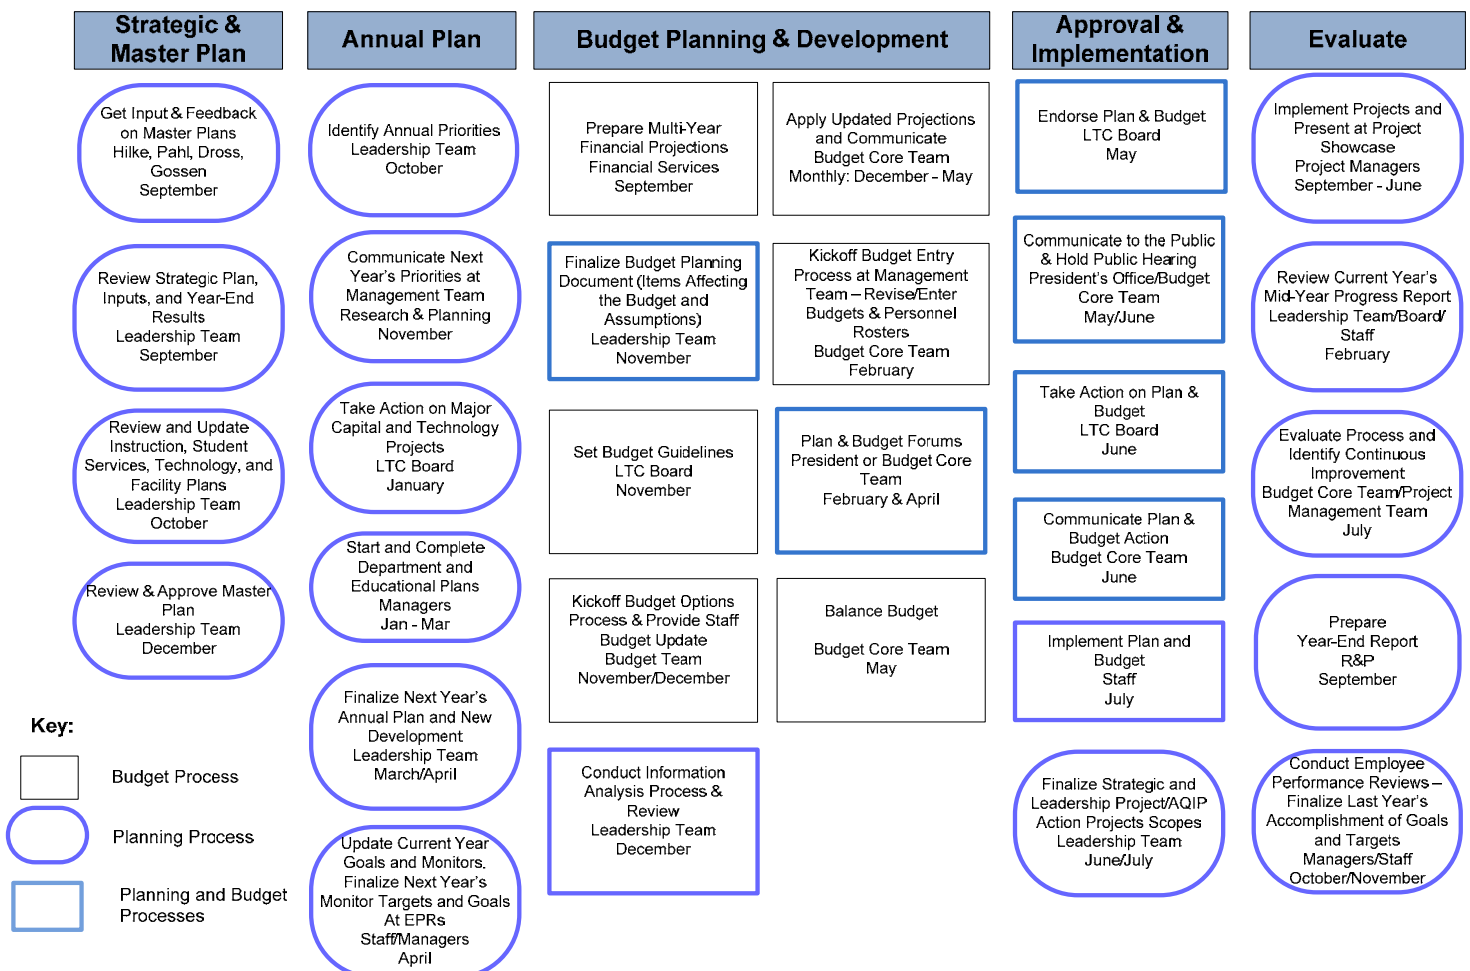 Strategic &
Master Plan
Annual Plan
Budget Planning & Development
Approval &
Implementation
Evaluate
Get Input & Feedback
on Master Plans
Hilke, Pahl, Dross,
Gossen
September
Review Strategic Plan,
Inputs, and Year-End
Results
Leadership Team
September
Review and Update
Instruction, Student
Services, Technology, and
Facility Plans
Leadership Team
October
Review & Approve Master
Plan
Leadership Team
December
Identify Annual Priorities
Leadership Team
October
Communicate Next
Year's Priorities at
Management Team
Research & Planning
November
Take Action on Major
Capital and Technology
Projects
LTC Board
January
Start and Complete
Department and
Educational Plans
Managers
Jan - Mar
Finalize Next Year's
Annual Plan and New
Development
Leadership Team
March/April
Update Current Year
Goals and Monitors.
Finalize Next Year's
Monitor Targets and Goals
At EPRs
Staff/Managers
April
Prepare Multi-Year
Financial Projections
Financial Services
September
Finalize Budget Planning
Document (Items Affecting
the Budget and
Assumptions)
Leadership Team
November
Set Budget Guidelines
LTC Board
November
Kickoff Budget Options
Process & Provide Staff
Budget Update
Budget Team
November/December
Conduct Information
Analysis Process &
Review
Leadership Team
December
Apply Updated Projections
and Communicate
Budget Core Team
Monthly: December - May
Kickoff Budget Entry
Process at Management
Team – Revise/Enter
Budgets & Personnel
Rosters
Budget Core Team
February
Plan & Budget Forums
President or Budget Core
Team
February & April
Balance Budget
Budget Core Team
May
Endorse Plan & Budget
LTC Board
May
Communicate to the Public
& Hold Public Hearing
President's Office/Budget
Core Team
May/June
Take Action on Plan &
Budget
LTC Board
June
Communicate Plan &
Budget Action
Budget Core Team
June
Implement Plan and
Budget
Staff
July
Finalize Strategic and
Leadership Project/AQIP
Action Projects Scopes
Leadership Team
June/July
Implement Projects and
Present at Project
Showcase
Project Managers
September - June
Review Current Year's
Mid-Year Progress Report
Leadership Team/Board/
Staff
February
Evaluate Process and
Identify Continuous
Improvement
Budget Core Team/Project
Management Team
July
Prepare
Year-End Report
R&P
September
Conduct Employee
Performance Reviews –
Finalize Last Year's
Accomplishment of Goals
and Targets
Managers/Staff
October/November
Key:
Budget Process
Planning Process
Planning and Budget
Processes